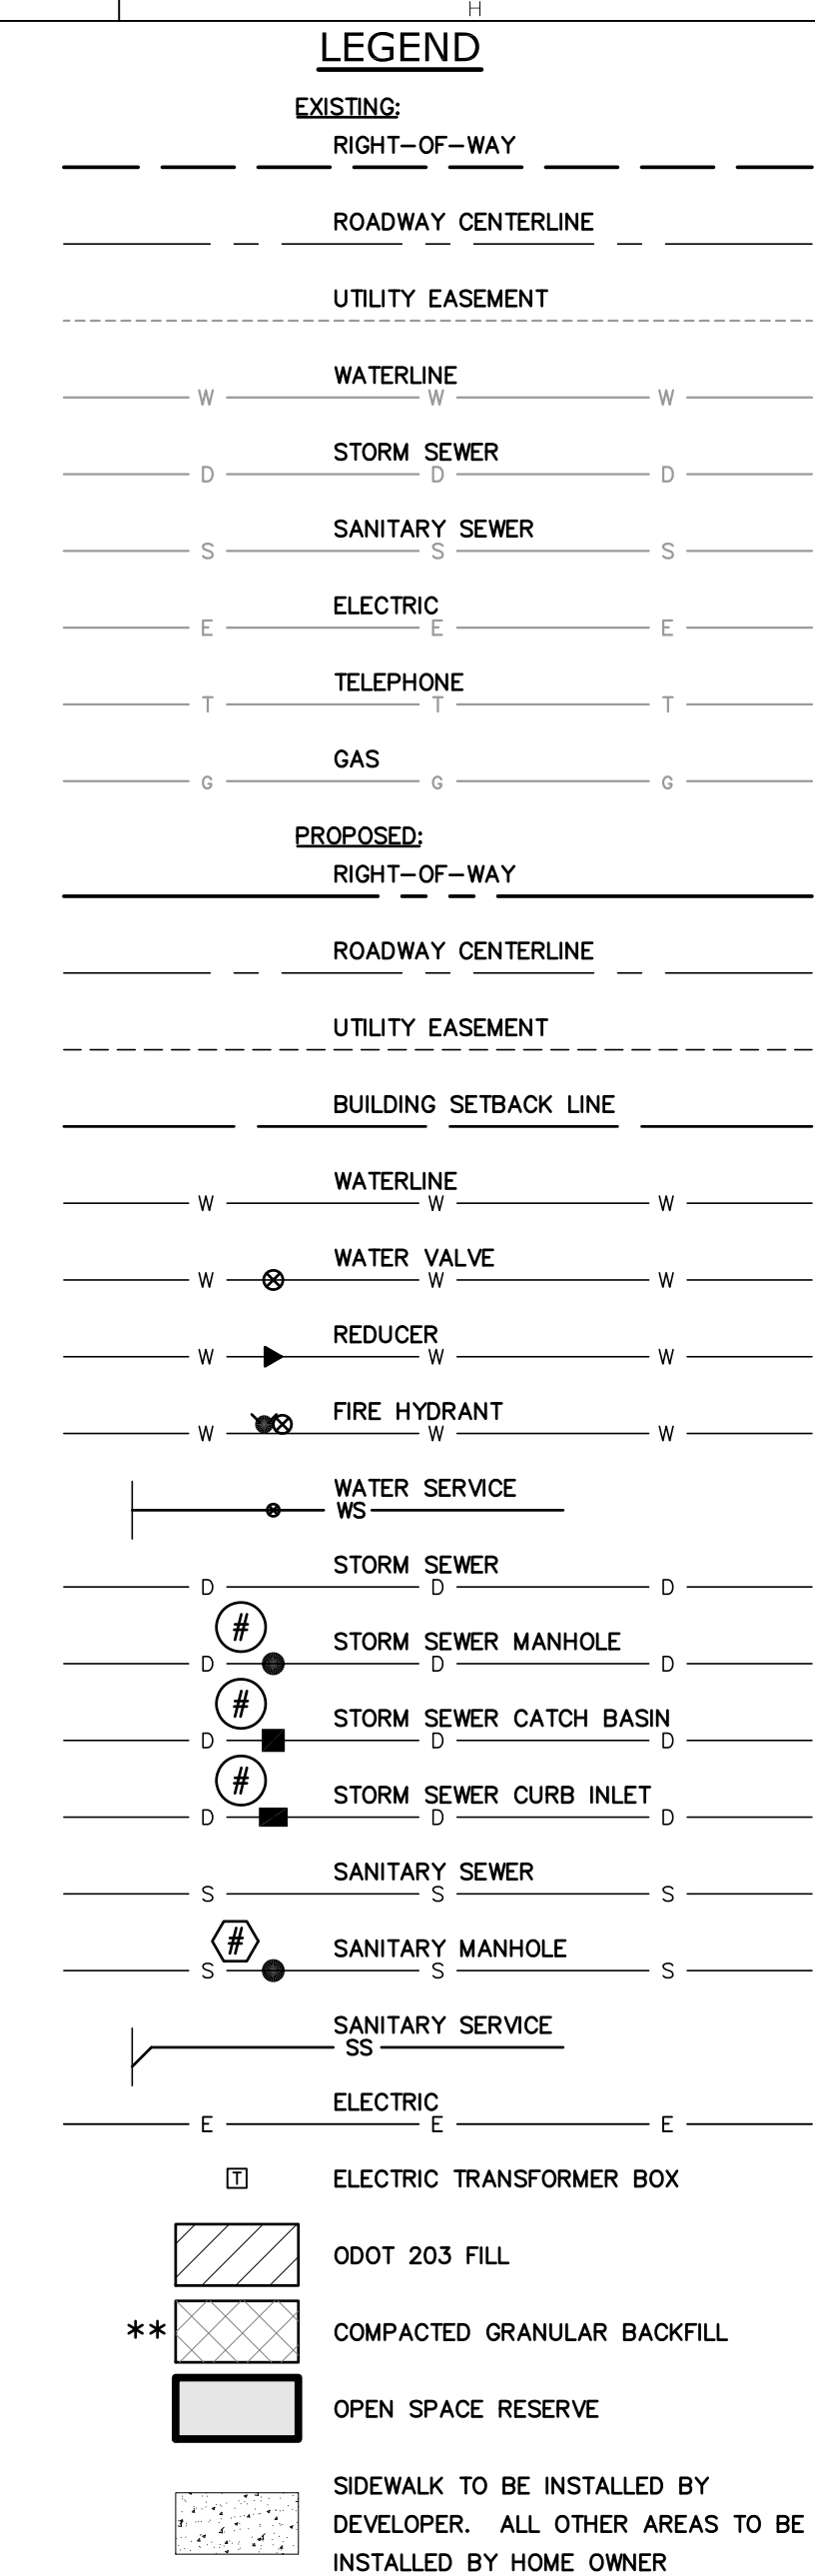 H
LEGEND
EXISTING:
RIGHT-OF-WAY
ROADWAY CENTERLINE
UTILITY EASEMENT
WATERLINE
W W W
STORM SEWER
D D D
SANITARY SEWER
S S S
ELECTRIC
E E E
TELEPHONE
T T T
GAS
G G G
PROPOSED:
RIGHT-OF-WAY
ROADWAY CENTERLINE
UTILITY EASEMENT
BUILDING SETBACK LINE
WATERLINE
W W W
WATER VALVE
W W W
REDUCER
W W W
FIRE HYDRANT
W W W
WATER SERVICE
WS
STORM SEWER
D D D
# STORM SEWER MANHOLE
D D D
# STORM SEWER CATCH BASIN
D D D
# STORM SEWER CURB INLET
D D D
SANITARY SEWER
S S S
# SANITARY MANHOLE
S S S
SANITARY SERVICE
SS
ELECTRIC
E E E
T ELECTRIC TRANSFORMER BOX
ODOT 203 FILL
** COMPACTED GRANULAR BACKFILL
OPEN SPACE RESERVE
SIDEWALK TO BE INSTALLED BY
DEVELOPER. ALL OTHER AREAS TO BE
INSTALLED BY HOME OWNER